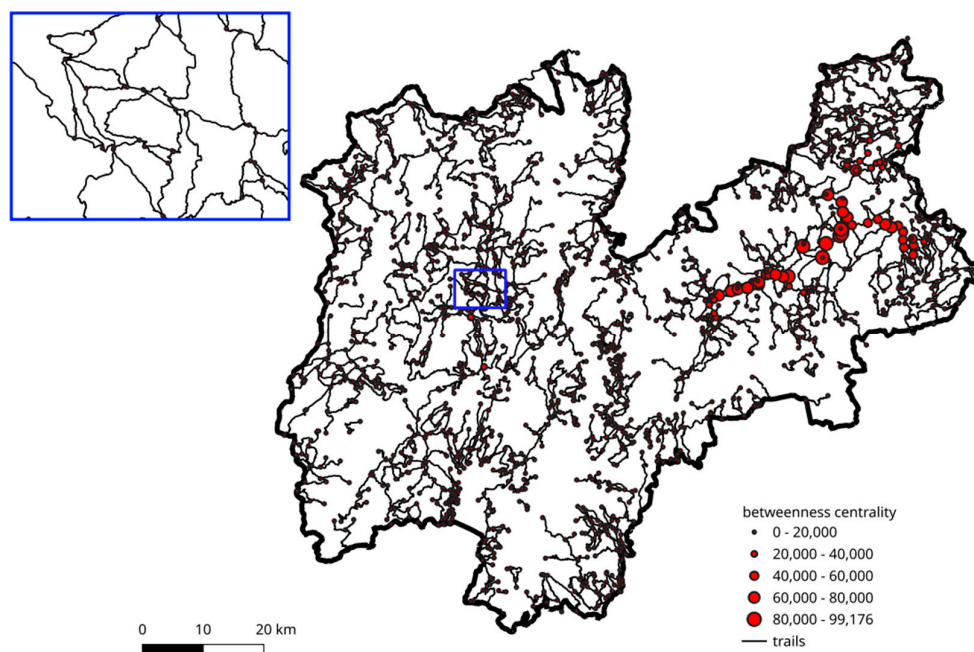 betweenness centrality
0 - 20,000
20,000 - 40,000
40,000 - 60,000
60,000 - 80,000
80,000 - 99,176
trails
0 10 20 km